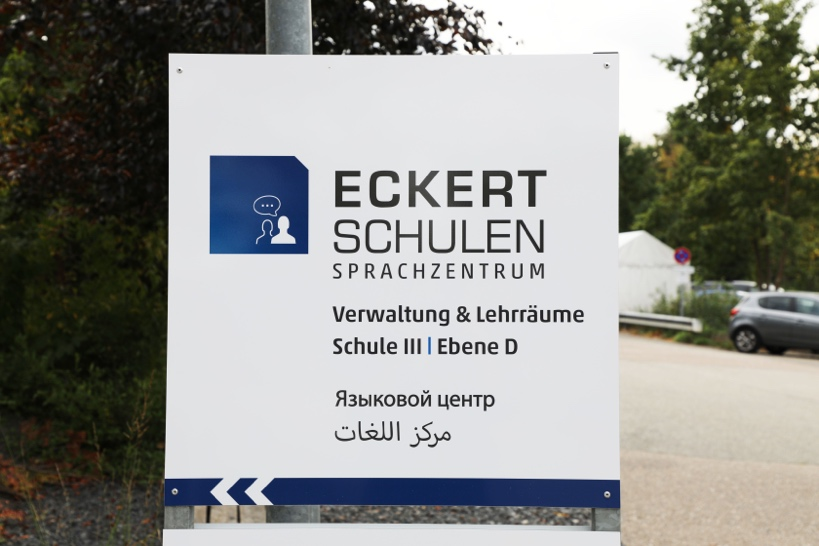 ECKERT
SCHULEN
SPRACHZENTRUM
Verwaltung & Lehrräume
Schule III | Ebene D
Языковой центр
مركز اللغات